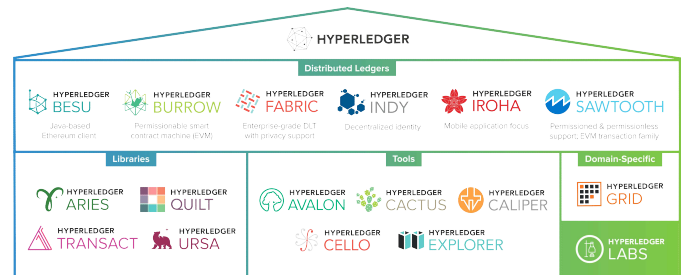 HYPERLEDGER
Distributed Ledgers
HYPERLEDGER BESU
Java-based
Ethereum client
HYPERLEDGER BURROW
Permissionable smart
contract machine (EVM)
HYPERLEDGER FABRIC
Enterprise-grade DLT
with privacy support
HYPERLEDGER INDY
Decentralized identity
HYPERLEDGER IROHA
Mobile application focus
HYPERLEDGER SAWTOOTH
Permissioned & permissionless
support, EVM transaction family
Libraries
HYPERLEDGER ARIES
HYPERLEDGER QUILT
HYPERLEDGER TRANSACT
HYPERLEDGER URSA
Tools
HYPERLEDGER AVALON
HYPERLEDGER CACTUS
HYPERLEDGER CALIPER
HYPERLEDGER CELLO
HYPERLEDGER EXPLORER
Domain-Specific
HYPERLEDGER GRID
HYPERLEDGER LABS